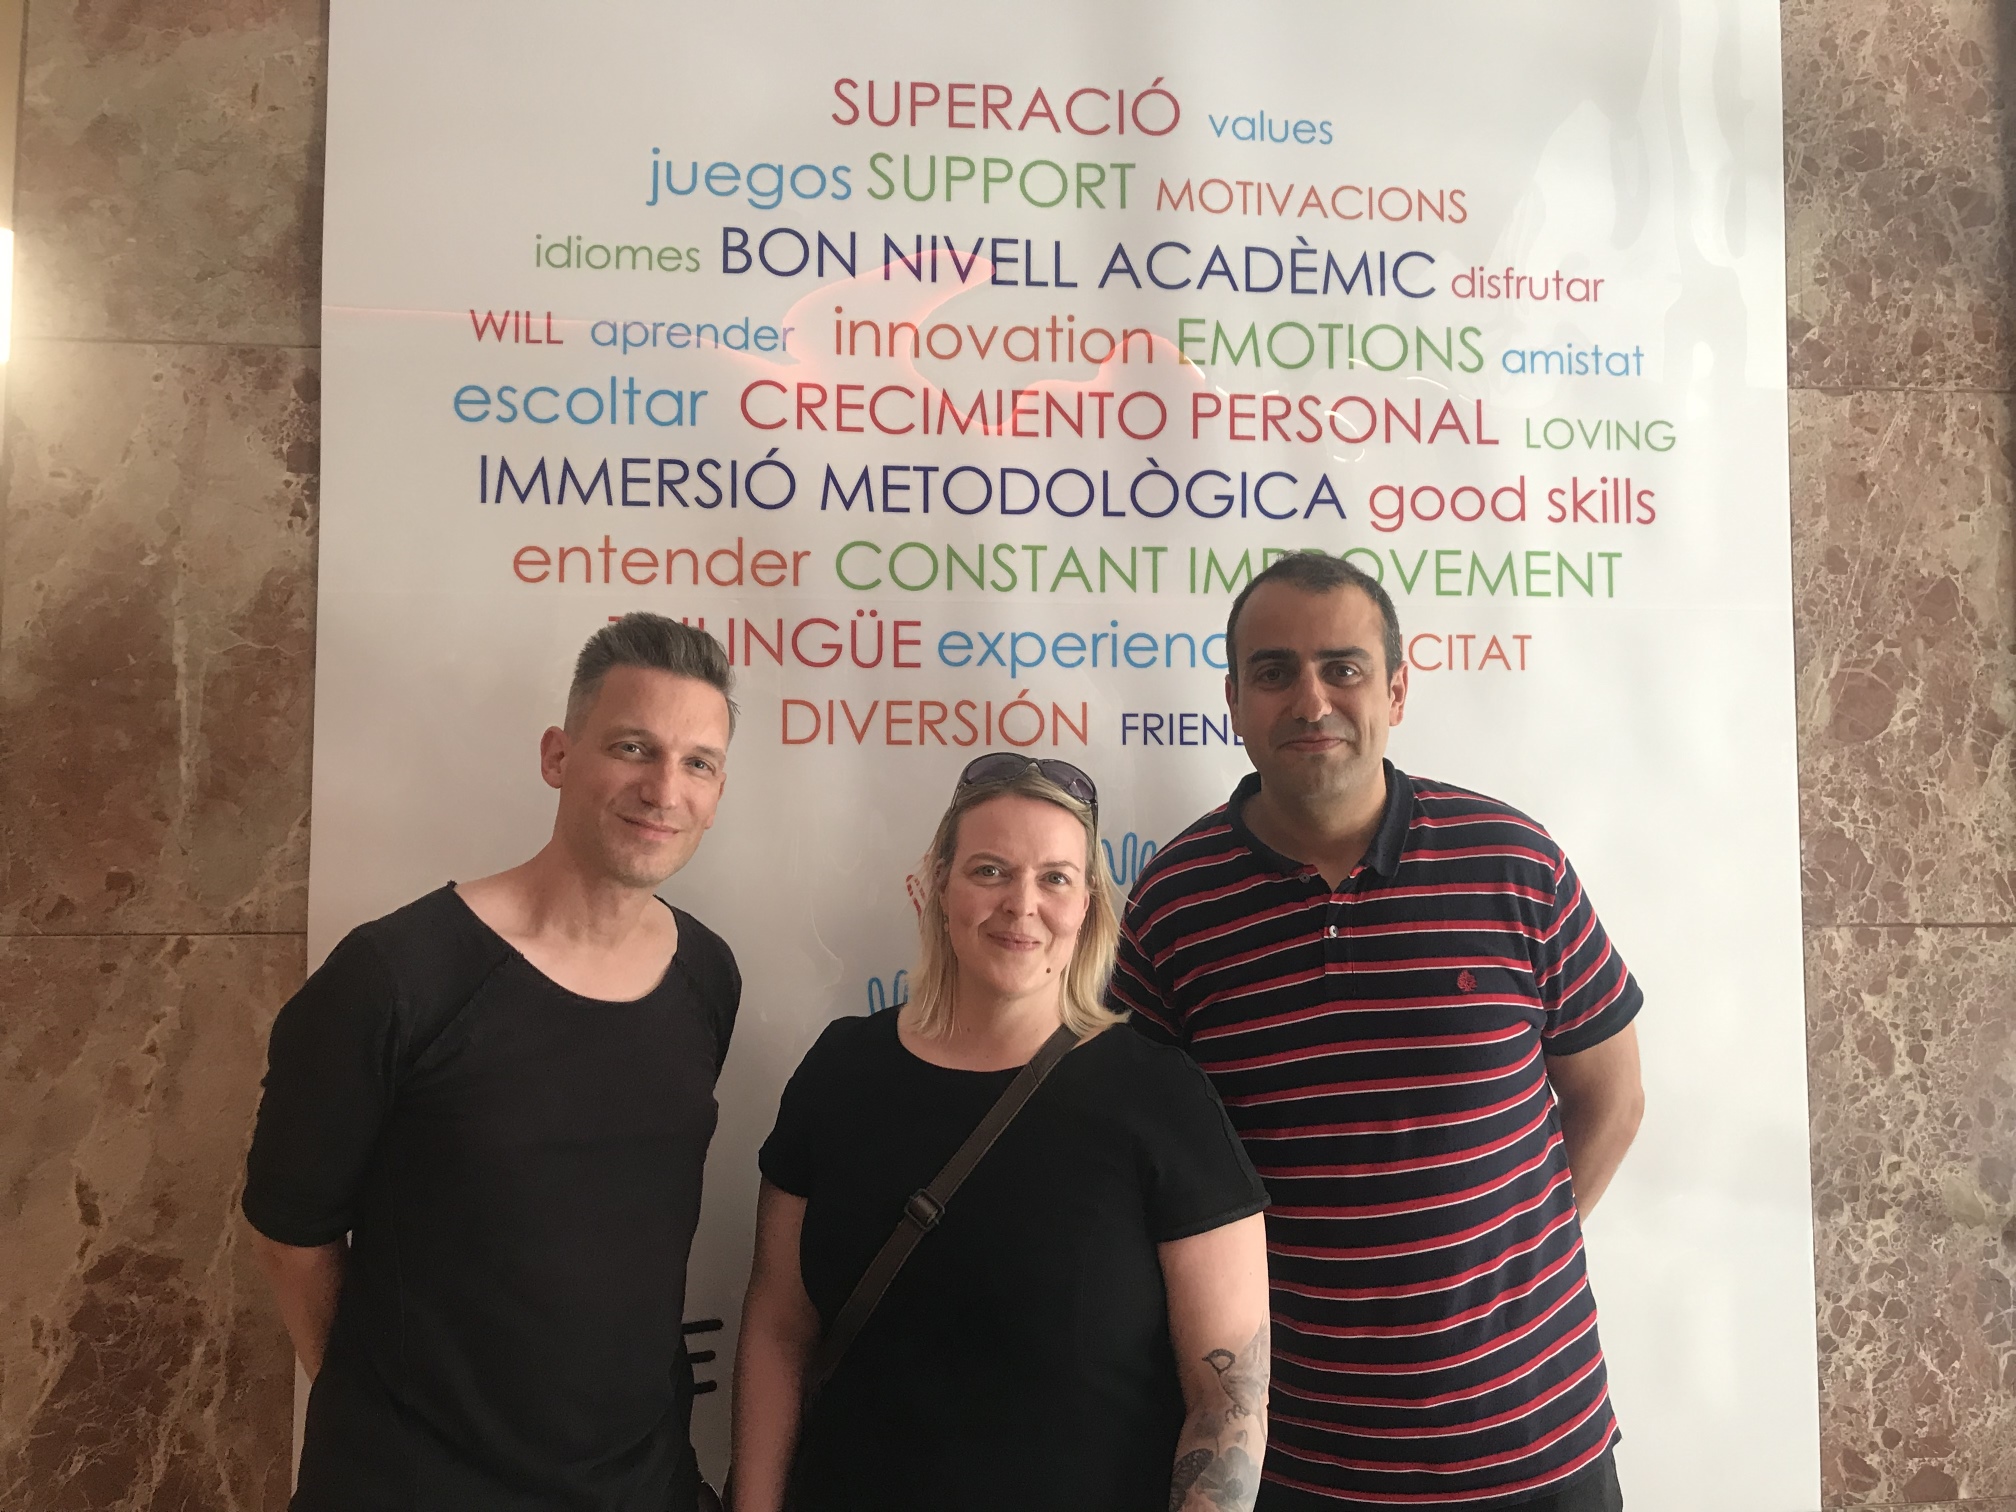 SUPERACIÓ values
juegos SUPPORT MOTIVACIONS
idiomes BON NIVELL ACADÈMIC disfrutar
WILL aprender innovation EMOTIONS amistat
escoltar CRECIMIENTO PERSONAL LOVING
IMMERSIÓ METODOLÒGICA good skills
entender CONSTANT IMPROVEMENT
DIVERSIÓN